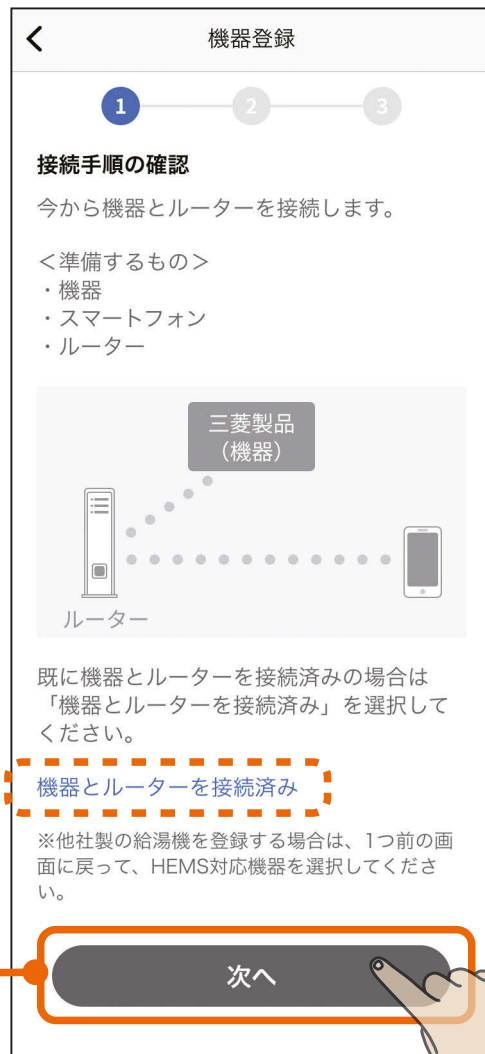 機器登録
1 2 3
接続手順の確認
今から機器とルーターを接続します。
＜準備するもの＞
・機器
・スマートフォン
・ルーター
三菱製品
（機器）
ルーター
既に機器とルーターを接続済みの場合は
「機器とルーターを接続済み」を選択して
ください。
機器とルーターを接続済み
※他社製の給湯機を登録する場合は、1つ前の画
面に戻って、HEMS対応機器を選択してくださ
い。
次へ